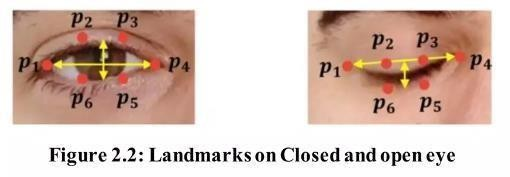 p2 p3
p1 p4
p6 p5
p2 p3
p1 p4
p6 p5
Figure 2.2: Landmarks on Closed and open eye